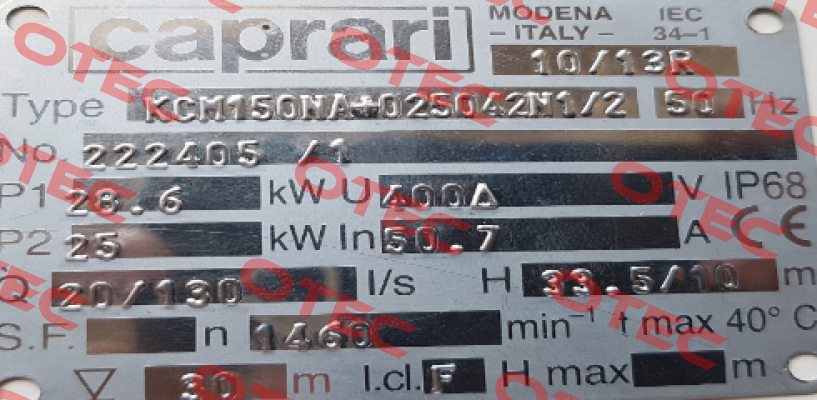 caprari MODENA IEC
– ITALY – 34–1
10/13R
Type KCM150NA+025042N1/2 50 Hz
No. 222405 /1
P1 28.6 kW U 400Δ V IP68
P2 25 kW In 50.7 A CE
Q 20/130 l/s H 33.5/10 m
S.F. n 1460 min⁻¹ t max 40° C
▽ 30 m I.cl. F H max m
OTEC